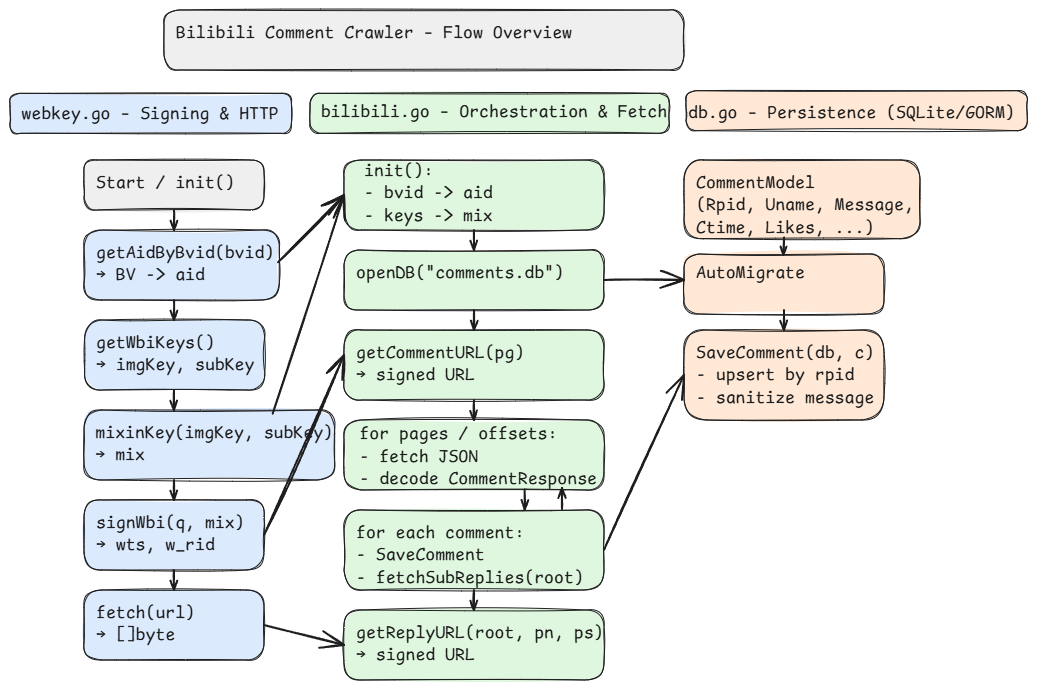 Bilibili Comment Crawler - Flow Overview
webkey.go - Signing & HTTP
bilibili.go - Orchestration & Fetch
db.go - Persistence (SQLite/GORM)
Start / init()
getAidByBvid(bvid)
→ BV -> aid
getWbiKeys()
→ imgKey, subKey
mixinKey(imgKey, subKey)
→ mix
signWbi(q, mix)
→ wts, w_rid
fetch(url)
→ []byte
init():
- bvid -> aid
- keys -> mix
openDB("comments.db")
getCommentURL(pg)
→ signed URL
for pages / offsets:
- fetch JSON
- decode CommentResponse
for each comment:
- SaveComment
- fetchSubReplies(root)
getReplyURL(root, pn, ps)
→ signed URL
CommentModel
(Rpid, Uname, Message,
Ctime, Likes, ...)
AutoMigrate
SaveComment(db, c)
- upsert by rpid
- sanitize message